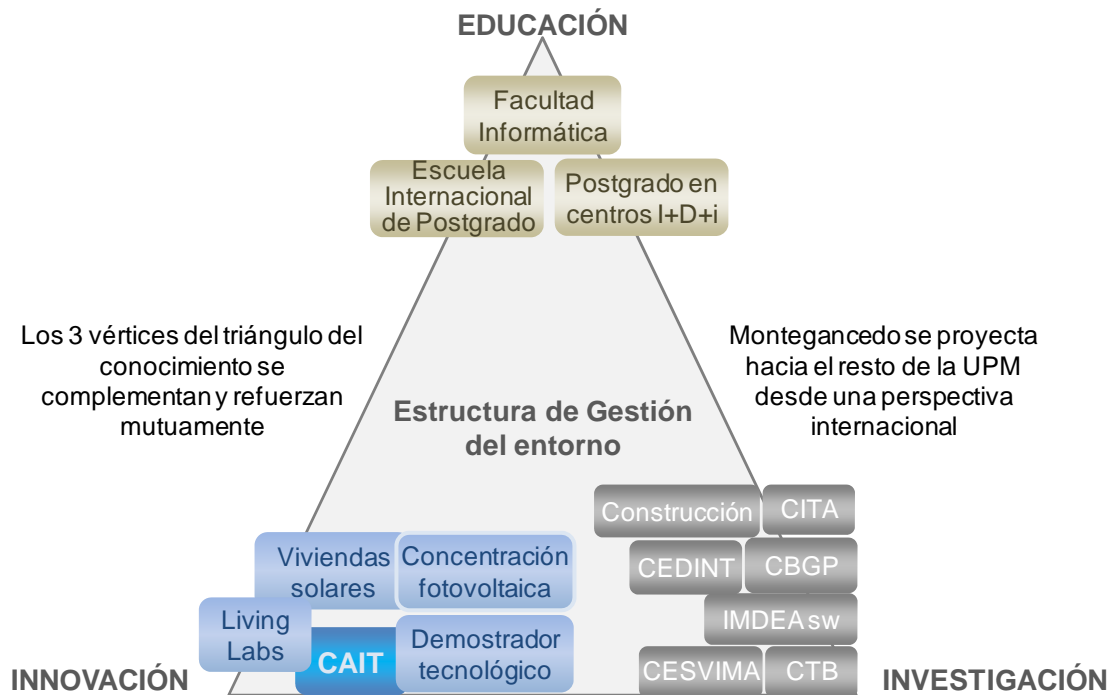 EDUCACIÓN
Facultad
Informática
Escuela
Internacional
de Postgrado
Postgrado en
centros I+D+i
Los 3 vértices del triángulo del
conocimiento se
complementan y refuerzan
mutuamente
Montegancedo se proyecta
hacia el resto de la UPM
desde una perspectiva
internacional
Estructura de Gestión
del entorno
Construcción
CITA
CEDINT
CBGP
IMDEA sw
CESVIMA
CTB
Viviendas
solares
Concentración
fotovoltaica
Living
Labs
CAIT
Demostrador
tecnológico
INNOVACIÓN
INVESTIGACIÓN